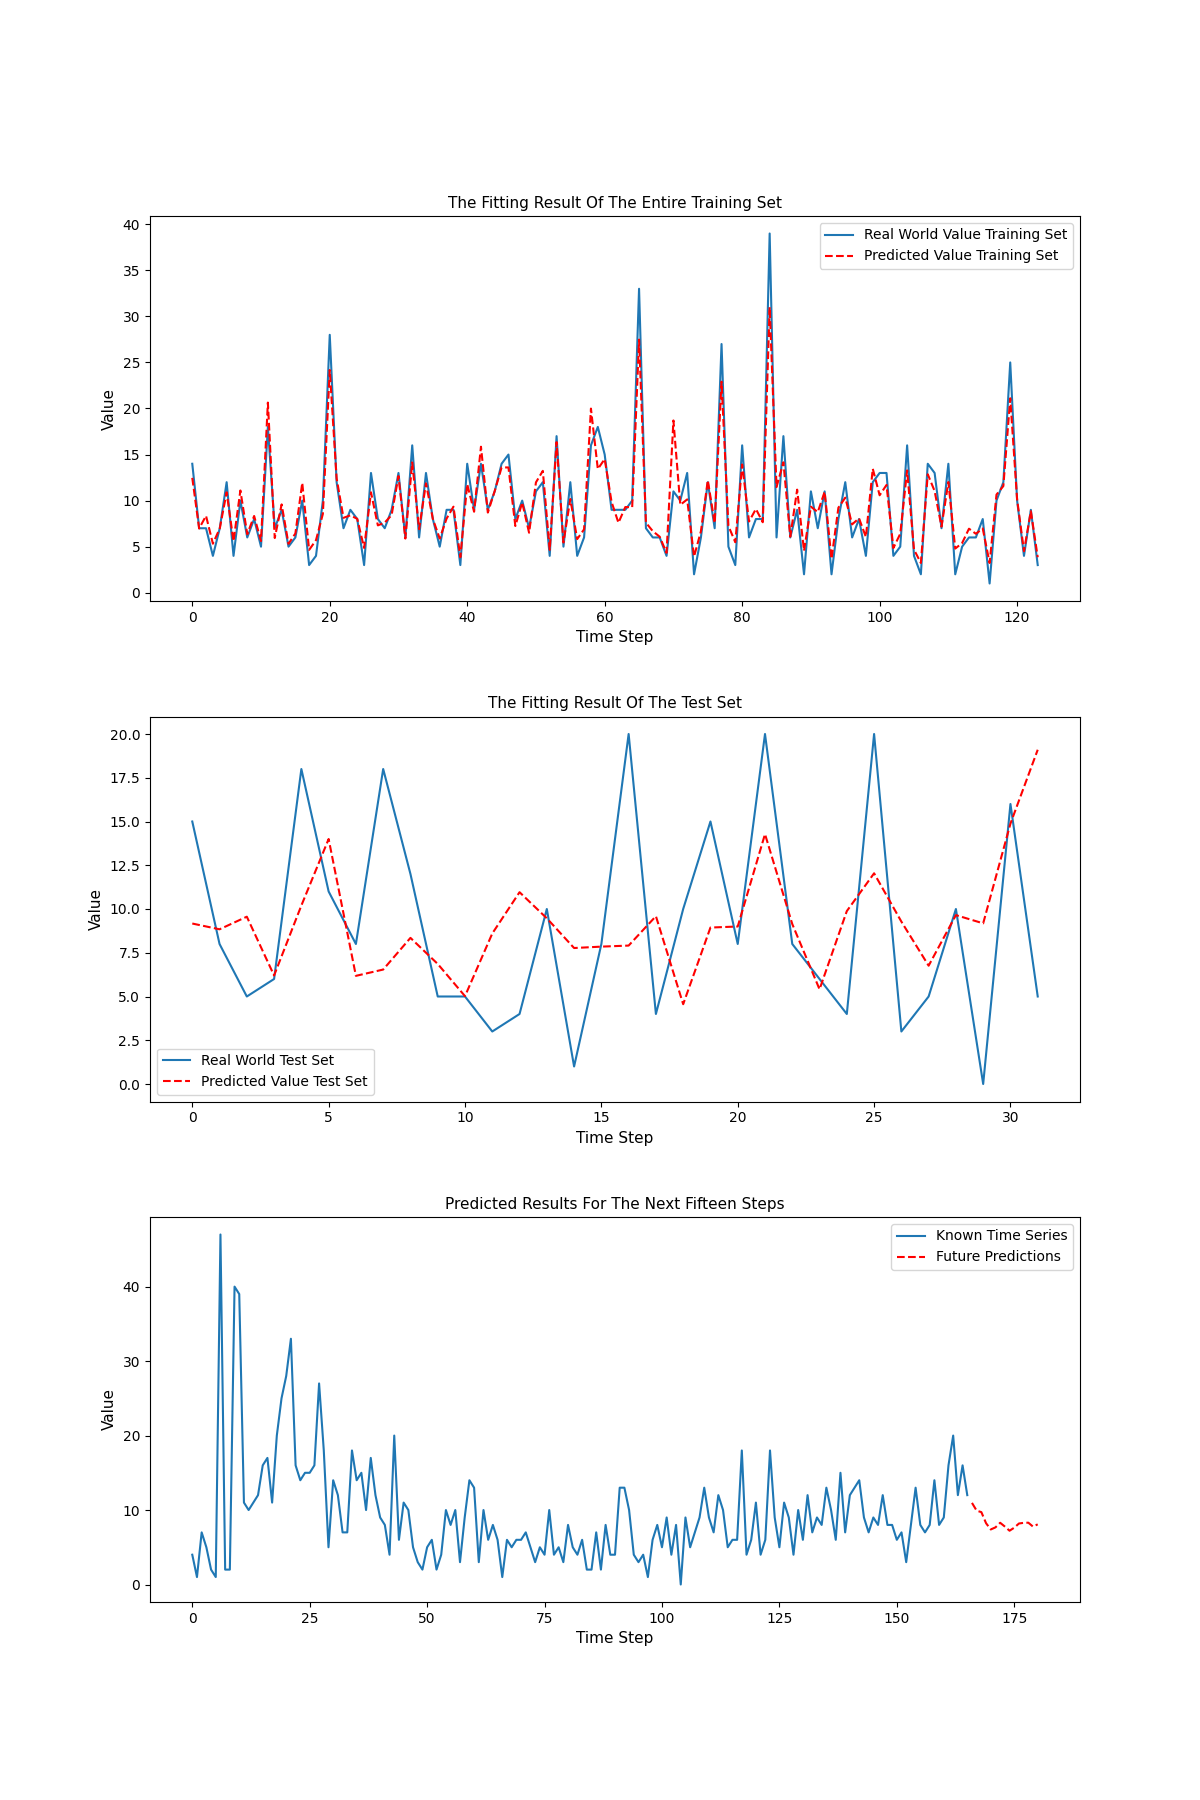 The Fitting Result Of The Entire Training Set
40
35
30
25
20
15
10
5
0
Value
Real World Value Training Set
Predicted Value Training Set
0 20 40 60 80 100 120
Time Step
The Fitting Result Of The Test Set
20.0
17.5
15.0
12.5
10.0
7.5
5.0
2.5
0.0
Value
Real World Test Set
Predicted Value Test Set
0 5 10 15 20 25 30
Time Step
Predicted Results For The Next Fifteen Steps
Known Time Series
Future Predictions
40
30
20
10
0
Value
0 25 50 75 100 125 150 175
Time Step